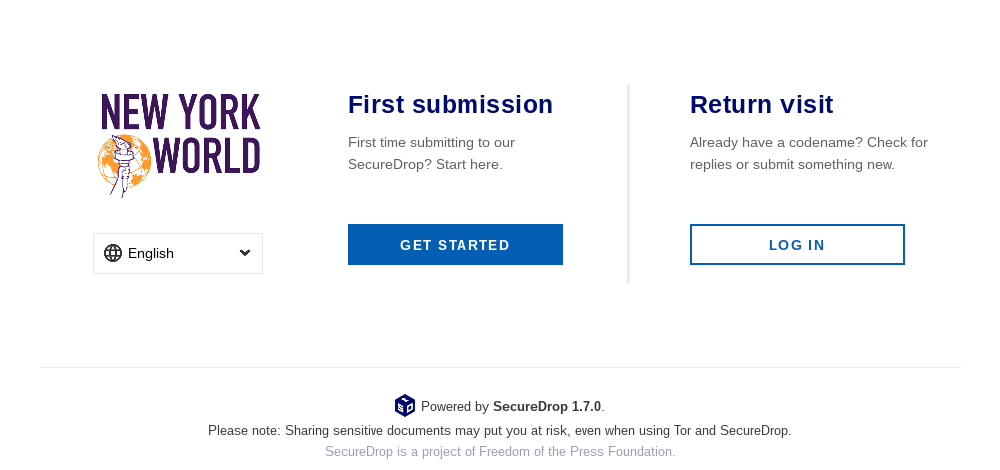 NEW YORK
WORLD
English
First submission
First time submitting to our
SecureDrop? Start here.
GET STARTED
Return visit
Already have a codename? Check for
replies or submit something new.
LOG IN
Powered by SecureDrop 1.7.0.
Please note: Sharing sensitive documents may put you at risk, even when using Tor and SecureDrop.
SecureDrop is a project of Freedom of the Press Foundation.